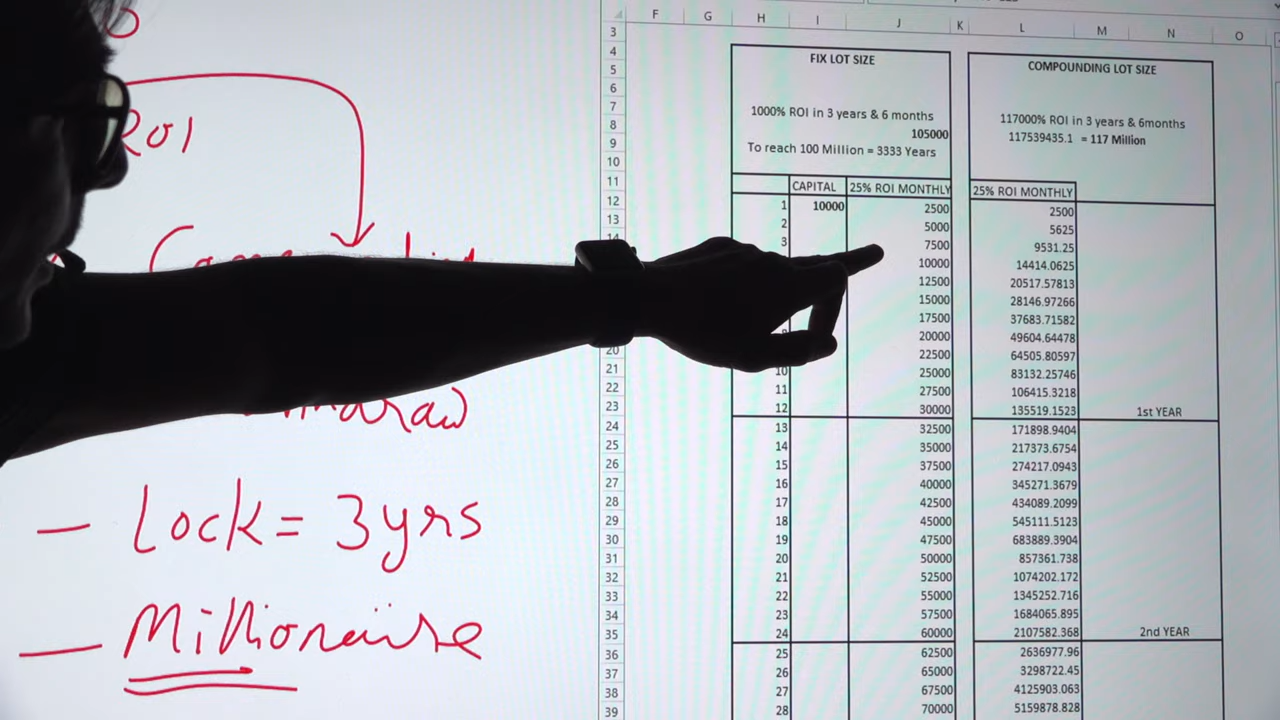 ROI
Lock = 3 yrs
Millionaire
F G H I J K L M N O
3
4 FIX LOT SIZE COMPOUNDING LOT SIZE
5
6
7 1000% ROI in 3 years & 6 months 117000% ROI in 3 years & 6months
8 105000 117539435.1 = 117 Million
9 To reach 100 Million = 3333 Years
10
11 CAPITAL 25% ROI MONTHLY 25% ROI MONTHLY
12 1 10000 2500 2500
13 2 5000 5625
14 3 7500 9531.25
10000 14414.0625
12500 20517.57813
15000 28146.97266
17500 37683.71582
20000 49604.64478
20 22500 64505.80597
21 10 25000 83132.25746
22 11 27500 106415.3218
23 12 30000 135519.1523 1st YEAR
24 13 32500 171898.9404
25 14 35000 217373.6754
26 15 37500 274217.0943
27 16 40000 345271.3679
28 17 42500 434089.2099
29 18 45000 545111.5123
30 19 47500 683889.3904
31 20 50000 857361.738
32 21 52500 1074202.172
33 22 55000 1345252.716
34 23 57500 1684065.895
35 24 60000 2107582.368 2nd YEAR
36 25 62500 2636977.96
37 26 65000 3298722.45
38 27 67500 4125903.063
39 28 70000 5159878.828